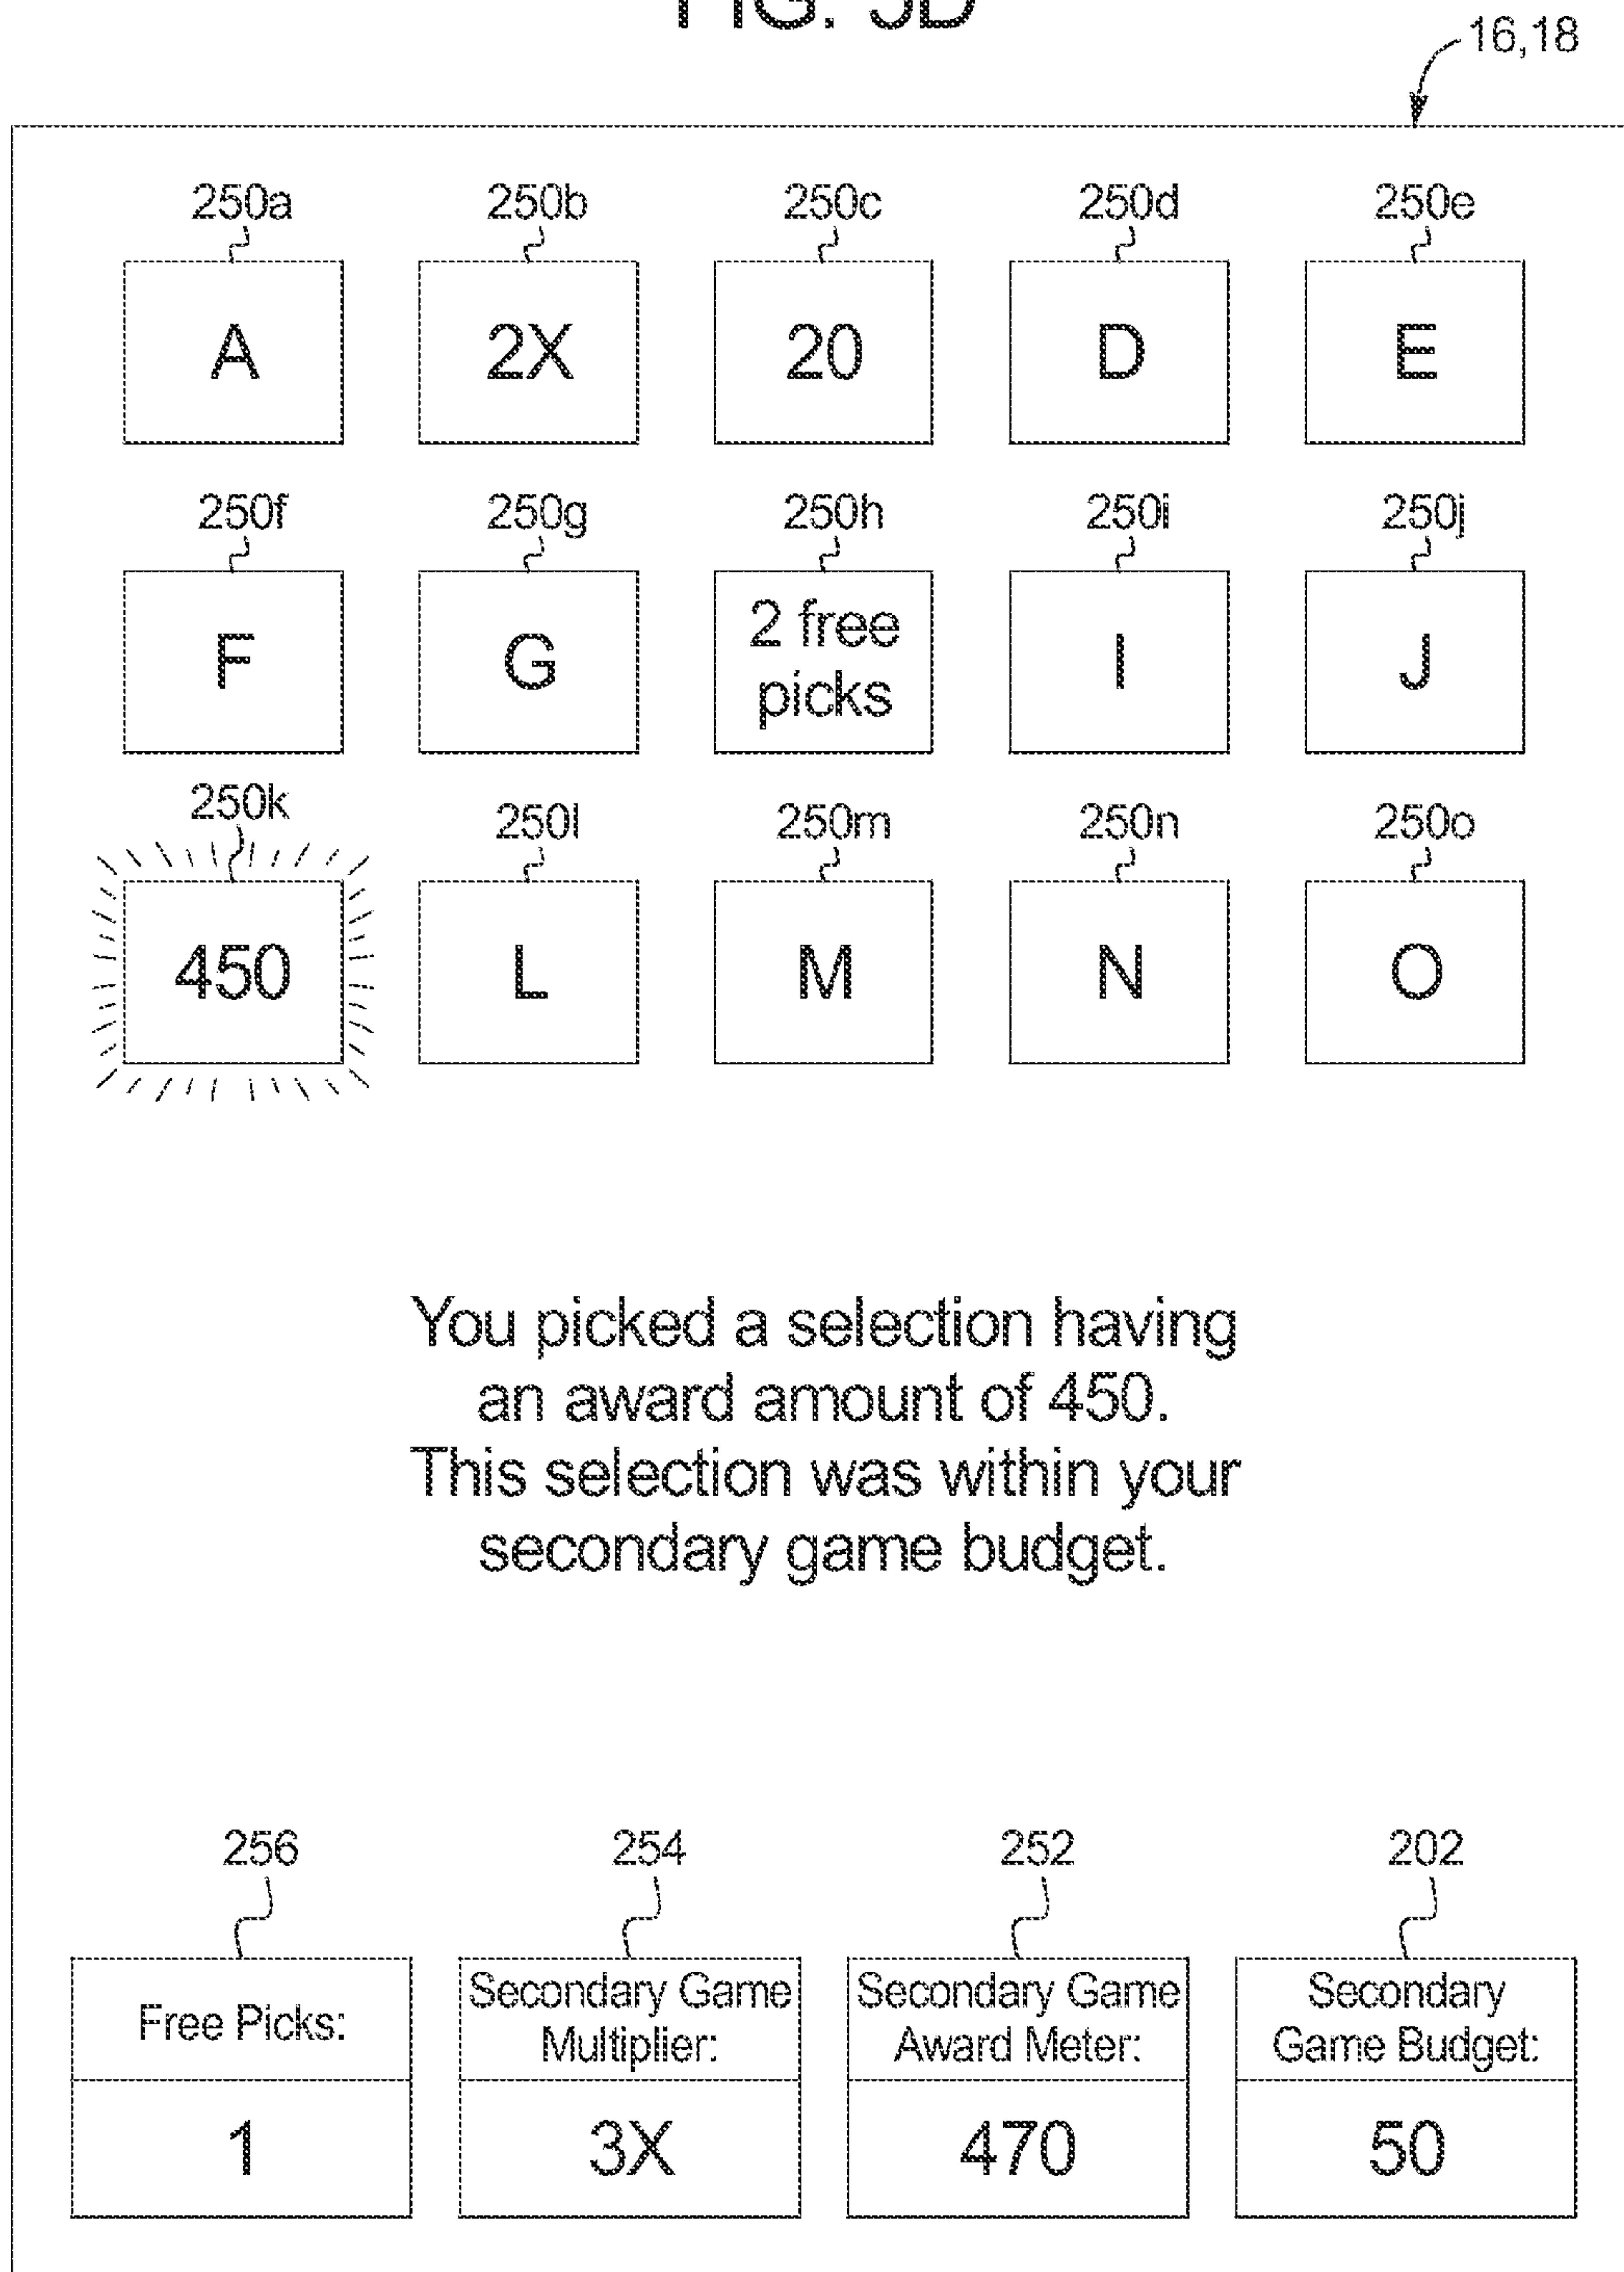 FIG. 5D
16,18
250a 250b 250c 250d 250e
A 2X 20 D E
250f 250g 250h 250i 250j
F G 2 free picks I J
250k 250l 250m 250n 250o
450 L M N O
You picked a selection having
an award amount of 450.
This selection was within your
secondary game budget.
256 254 252 202
Free Picks: Secondary Game Multiplier: Secondary Game Award Meter: Secondary Game Budget:
1 3X 470 50